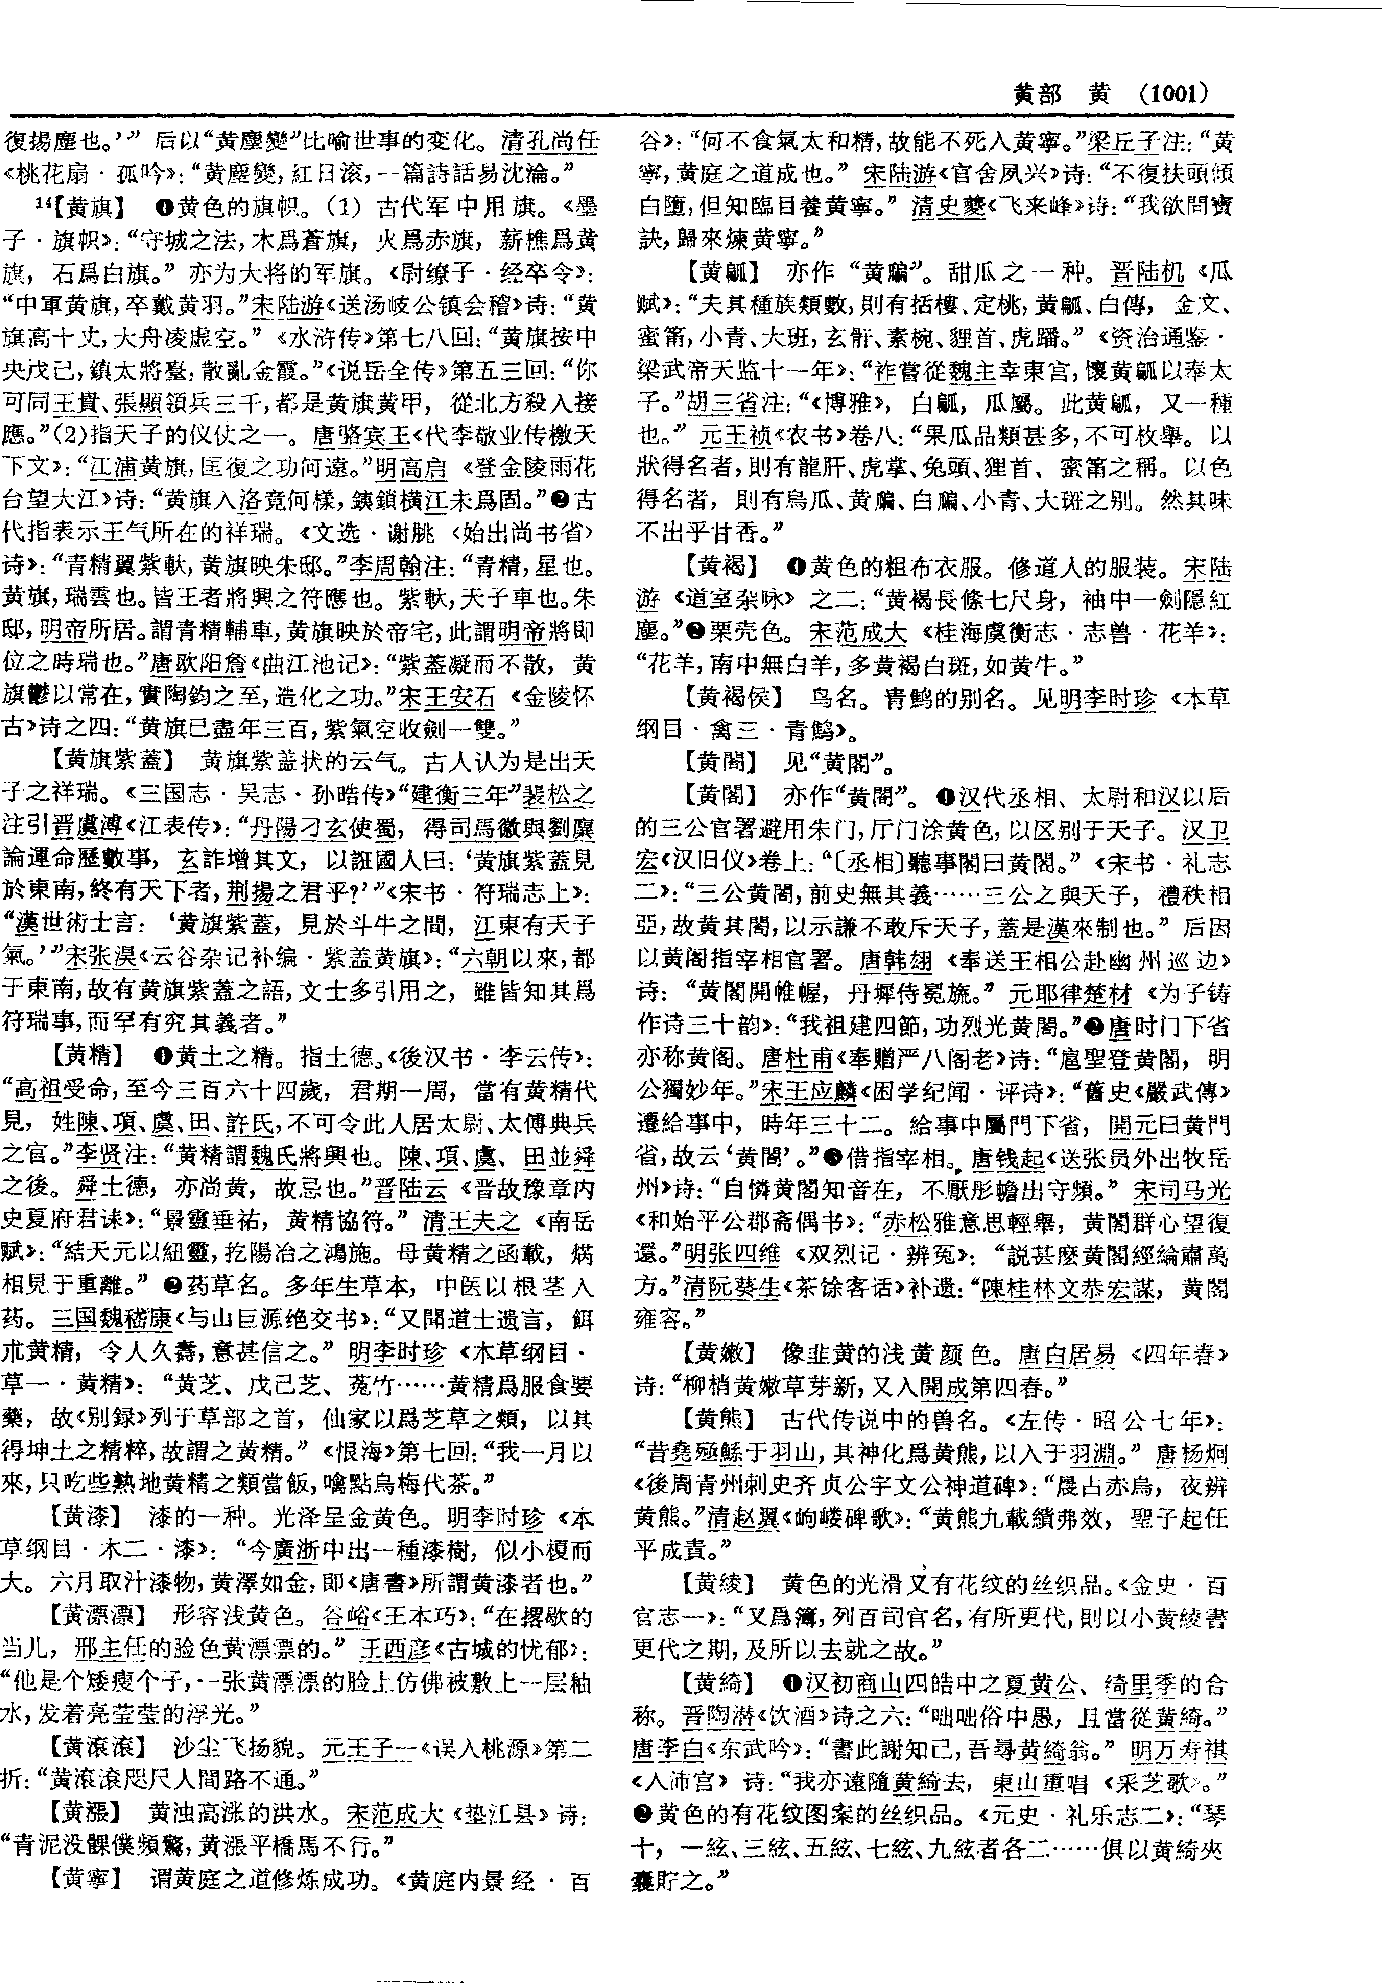 黄部 黄 (1001)
復揚塵也。’” 后以“黄塵變”比喻世事的变化。清孔尚任
《桃花扇·孤吟》：“黄塵變，紅日滚，一篇詩話易沈淪。”
14【黄旗】 ❶黄色的旗帜。(1) 古代军中用旗。《墨
子·旗帜》：“守城之法，木爲蒼旗，火爲赤旗，薪樵爲黄
旗，石爲白旗。” 亦为大将的军旗。《尉缭子·经卒令》：
“中軍黄旗，卒戴黄羽。”宋陆游《送汤岐公镇会稽》诗：“黄
旗高十丈，大舟凌虚空。” 《水浒传》第七八回：“黄旗按中
央戊己，鎮太將臺，散亂金霞。”《说岳全传》第五三回：“你
可同王貴、張顯領兵三千，都是黄旗黄甲，從北方殺入接
應。”(2)指天子的仪仗之一。唐骆宾王《代李敬业传檄天
下文》：“江浦黄旗，匡復之功何遠。”明高启 《登金陵雨花
台望大江》诗：“黄旗入洛竟何樣，鐵鎖横江未爲固。”❷古
代指表示王气所在的祥瑞。《文选·谢朓〈始出尚书省〉
诗》：“青精翼紫軑，黄旗映朱邸。”李周翰注：“青精，星也。
黄旗，瑞雲也。皆王者將興之符應也。紫軑，天子車也。朱
邸，明帝所居。謂青精輔車，黄旗映於帝宅，此謂明帝將即
位之時瑞也。”唐欧阳詹《曲江池记》：“紫蓋凝而不散，黄
旗鬱以常在，實陶鈞之至，造化之功。”宋王安石 《金陵怀
古》诗之四：“黄旗已盡年三百，紫氣空收劍一雙。”
【黄旗紫蓋】 黄旗紫盖状的云气。古人认为是出天
子之祥瑞。《三国志·吴志·孙晧传》“建衡三年”裴松之
注引晋虞溥《江表传》：“丹陽刁玄使蜀，得司馬徽與劉廙
論運命歷數事，玄詐增其文，以誑國人曰：‘黄旗紫蓋見
於東南，終有天下者，荆揚之君乎？’”《宋书·符瑞志上》：
“漢世術士言：‘黄旗紫蓋，見於斗牛之間，江東有天子
氣。’”宋张淏《云谷杂记补编·紫盖黄旗》：“六朝以來，都
于東南，故有黄旗紫蓋之語，文士多引用之，雖皆知其爲
符瑞事，而罕有究其義者。”
【黄精】 ❶黄土之精。指土德。《後汉书·李云传》：
“高祖受命，至今三百六十四歲，君期一周，當有黄精代
見，姓陳、項、虞、田、許氏，不可令此人居太尉、太傅典兵
之官。”李贤注：“黄精謂魏氏將興也。陳、項、虞、田並舜
之後。舜土德，亦尚黄，故忌也。”晋陆云 《晋故豫章内
史夏府君诔》：“景靈垂祐，黄精協符。” 清王夫之 《南岳
赋》：“結天元以紐靈，扢陽冶之鴻施。母黄精之函載，焫
相見于重離。” ❷药草名。多年生草本，中医以根茎入
药。三国魏嵇康《与山巨源绝交书》：“又聞道士遗言，餌
朮黄精，令人久壽，意甚信之。” 明李时珍 《本草纲目·
草一·黄精》：“黄芝、戊己芝、菟竹……黄精爲服食要
藥，故《别録》列于草部之首，仙家以爲芝草之類，以其
得坤土之精粹，故謂之黄精。” 《恨海》第七回：“我一月以
來，只吃些熟地黄精之類當飯，噙點烏梅代茶。”
【黄漆】 漆的一种。光泽呈金黄色。明李时珍 《本
草纲目·木二·漆》：“今廣浙中出一種漆樹，似小榎而
大。六月取汁漆物，黄澤如金，即《唐書》所謂黄漆者也。”
【黄漂漂】 形容浅黄色。谷峪《王本巧》：“在撂砍的
当儿，邢主任的脸色黄漂漂的。” 王西彦《古城的忧郁》：
“他是个矮瘦个子，一张黄漂漂的脸上仿佛被敷上一层釉
水，发着亮莹莹的浮光。”
【黄滾滾】 沙尘飞扬貌。元王子一《误入桃源》第二
折：“黄滾滾咫尺人間路不通。”
【黄漲】 黄浊高涨的洪水。宋范成大《垫江县》诗：
“青泥没髁僕頻驚，黄漲平橋馬不行。”
【黄寧】 谓黄庭之道修炼成功。《黄庭内景经·百
谷》：“何不食氣太和精，故能不死入黄寧。”梁丘子注：“黄
寧，黄庭之道成也。” 宋陆游《官舍夙兴》诗：“不復扶頭傾
白墮，但知臨目養黄寧。” 清史夔《飞来峰》诗：“我欲問寶
訣，歸來煉黄寧。”
【黄㼐】 亦作 “黄㼐”。甜瓜之一种。晋陆机《瓜
赋》：“夫其種族類數，則有括樓、定桃，黄㼐、白傳，金文、
蜜筩，小青、大班，玄骭、素椀、貍首、虎蹯。” 《资治通鉴·
梁武帝天监十一年》：“祚嘗從魏主幸東宫，懷黄㼐以奉太
子。”胡三省注：“《博雅》，白㼐，瓜屬。此黄㼐，又一種
也。” 元王祯《农书》卷八：“果瓜品類甚多，不可枚舉。以
狀得名者，則有龍肝、虎掌、兔頭、狸首、蜜筩之稱。以色
得名者，則有烏瓜、黄㼐、白㼐、小青、大斑之别。然其味
不出乎甘香。”
【黄褐】 ❶黄色的粗布衣服。修道人的服装。宋陆
游《道室杂咏》之二：“黄褐長絛七尺身，袖中一劍隱紅
塵。”❷栗壳色。宋范成大 《桂海虞衡志·志兽·花羊》：
“花羊，南中無白羊，多黄褐白斑，如黄牛。”
【黄褐侯】 鸟名。青鹪的别名。见明李时珍 《本草
纲目·禽三·青鹪》。
【黄閤】 见“黄閣”。
【黄閣】 亦作“黄閤”。❶汉代丞相、太尉和汉以后
的三公官署避用朱门，厅门涂黄色，以区别于天子。汉卫
宏《汉旧仪》卷上：“〔丞相〕聽事閤曰黄閤。” 《宋书·礼志
二》：“三公黄閤，前史無其義……三公之與天子，禮秩相
亞，故黄其閤，以示謙不敢斥天子，蓋是漢來制也。” 后因
以黄阁指宰相官署。唐韩翃 《奉送王相公赴幽州巡边》
诗：“黄閣開帷幄，丹墀侍冕旒。” 元耶律楚材 《为子铸
作诗三十韵》：“我祖建四節，功烈光黄閤。”❷唐时门下省
亦称黄阁。唐杜甫《奉赠严八阁老》诗：“扈聖登黄閣，明
公獨妙年。”宋王应麟《困学纪闻·评诗》：“舊史《嚴武傳》
遷給事中，時年三十二。給事中屬門下省，開元曰黄門
省，故云‘黄閣’。”❸借指宰相。唐钱起《送张员外出牧岳
州》诗：“自憐黄閣知音在，不厭彤幨出守頻。” 宋司马光
《和始平公郡斋偶书》：“赤松雅意思輕舉，黄閣群心望復
還。”明张四维 《双烈记·辨冤》：“説甚麽黄閣經綸肅萬
方。”清阮葵生《茶馀客话》补遗：“陳桂林文恭宏謀，黄閣
雍容。”
【黄嫩】 像韭黄的浅黄颜色。唐白居易 《四年春》
诗：“柳梢黄嫩草芽新，又入開成第四春。”
【黄熊】 古代传说中的兽名。《左传·昭公七年》：
“昔堯殛鯀于羽山，其神化爲黄熊，以入于羽淵。” 唐杨炯
《後周青州刺史齐贞公宇文公神道碑》：“晨占赤烏，夜辨
黄熊。”清赵翼《岣嵝碑歌》：“黄熊九載績弗效，聖子起任
平成責。”
【黄綾】 黄色的光滑又有花纹的丝织品。《金史·百
官志一》：“又爲簿，列百司官名，有所更代，則以小黄綾書
更代之期，及所以去就之故。”
【黄綺】 ❶汉初商山四皓中之夏黄公、绮里季的合
称。晋陶潜《饮酒》诗之六：“咄咄俗中愚，且當從黄綺。”
唐李白《东武吟》：“書此謝知己，吾尋黄綺翁。” 明万寿祺
《入沛宫》诗：“我亦遠隨黄綺去，東山重唱《采芝歌》。”
❷黄色的有花纹图案的丝织品。《元史·礼乐志二》：“琴
十，一絃、三絃、五絃、七絃、九絃者各二……俱以黄綺夾
囊貯之。”